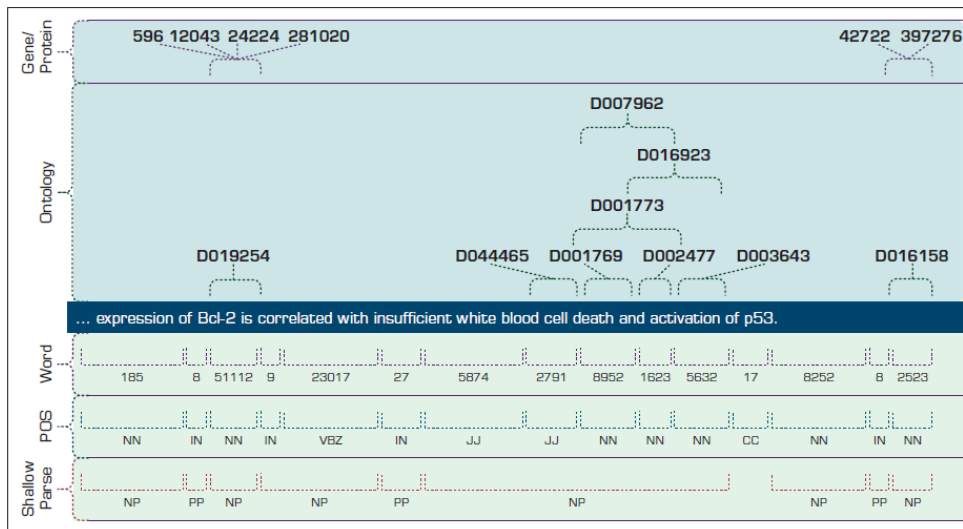 Gene/
Protein
596 12043 24224 281020
42722 397276
Ontology
D007962
D016923
D001773
D019254
D044465 D001769 D002477 D003643
D016158
... expression of Bcl-2 is correlated with insufficient white blood cell death and activation of p53.
Word
185 8 51112 9 23017 27 5874 2791 8952 1623 5632 17 8252 8 2523
POS
NN IN NN IN VBZ IN JJ JJ NN NN NN CC NN IN NN
Shallow
Parse
NP PP NP NP PP NP NP PP NP